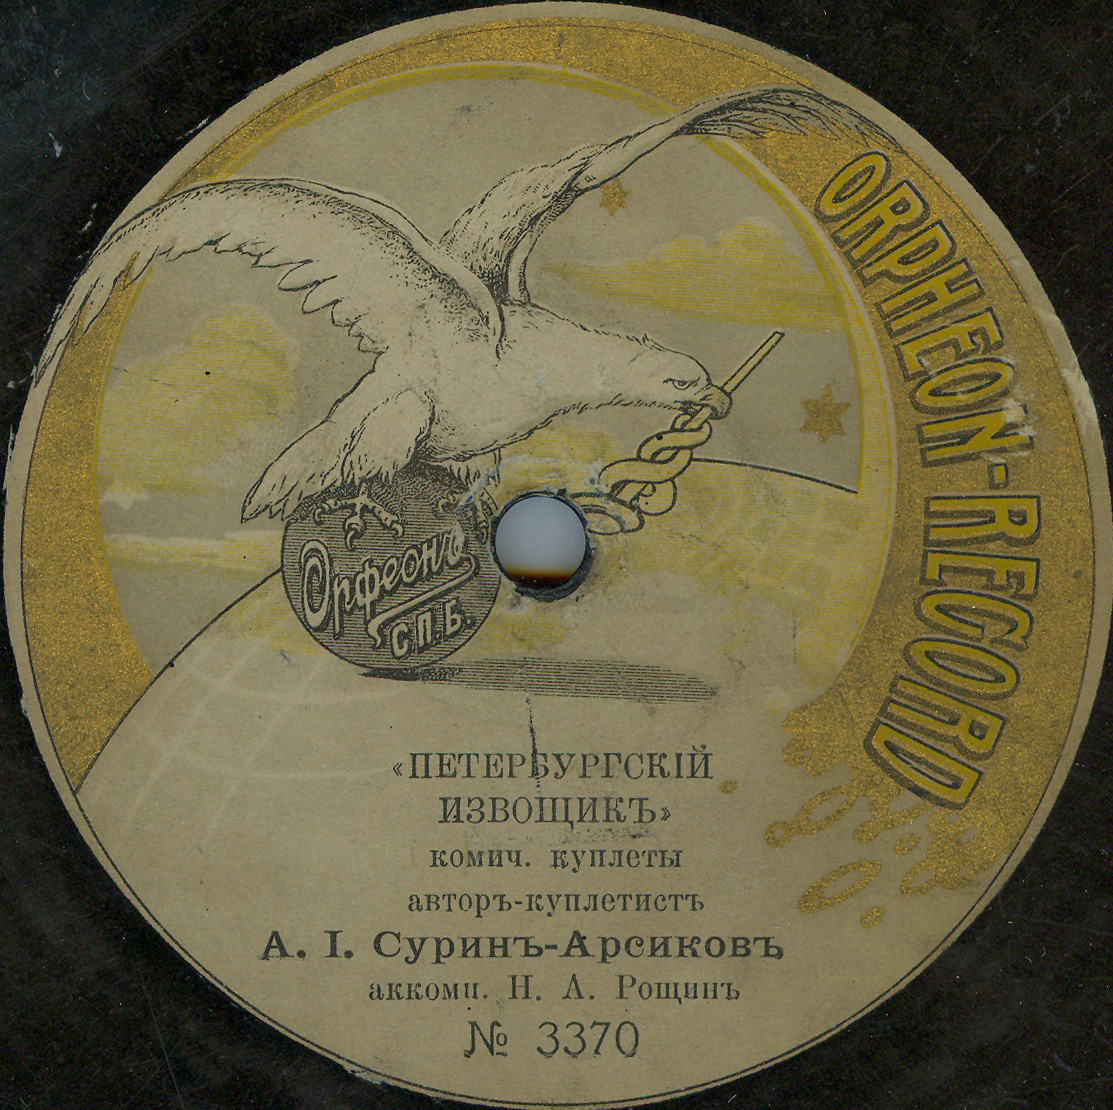 ORPHEON-RECORD
Орфеонъ
С.П.Б.
«ПЕТЕРБУРГСКІЙ
ИЗВОЩИКЪ»
комич. куплеты
авторъ-куплетистъ
А. І. Суринъ-Арсиковъ
аккомп. Н. А. Рощинъ
№ 3370